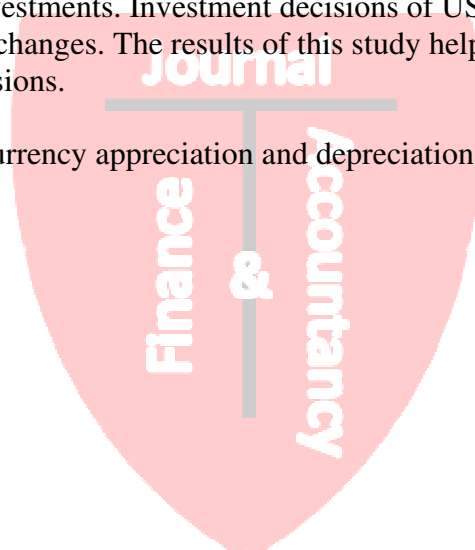 vestments. Investment decisions of US
changes. The results of this study help
sions.
urrency appreciation and depreciation
Journal
Finance
&
Accountancy